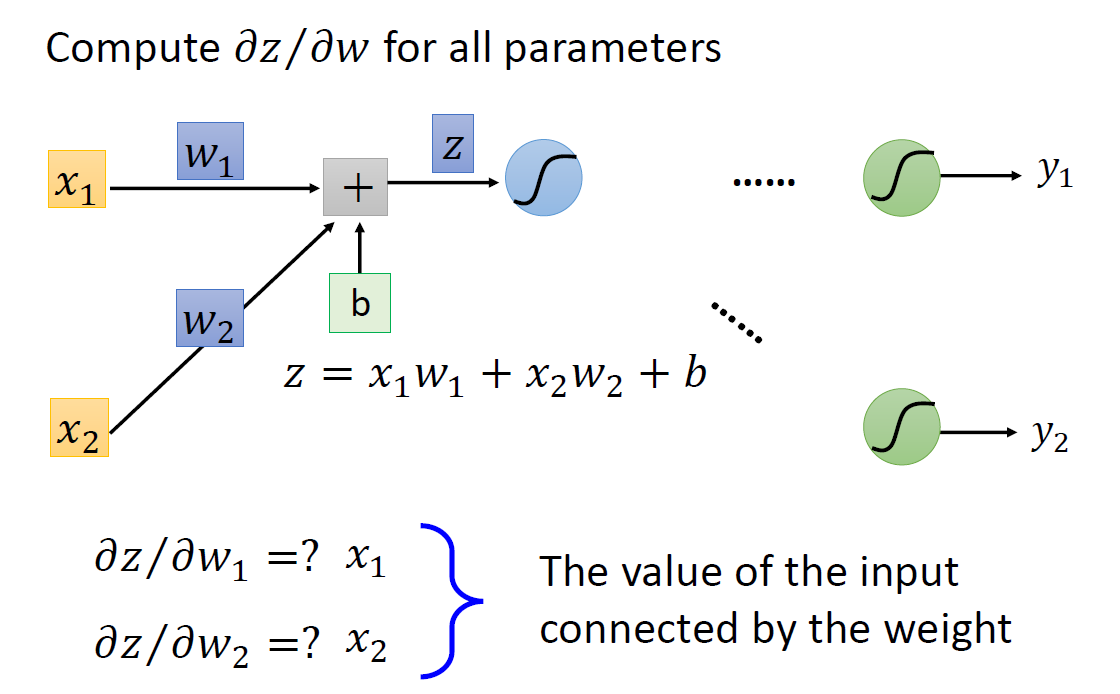 Compute ∂z/∂w for all parameters
x₁
w₁
+
z
......
y₁
w₂
b
z = x₁w₁ + x₂w₂ + b
x₂
y₂
∂z/∂w₁ =? x₁
∂z/∂w₂ =? x₂
The value of the input
connected by the weight